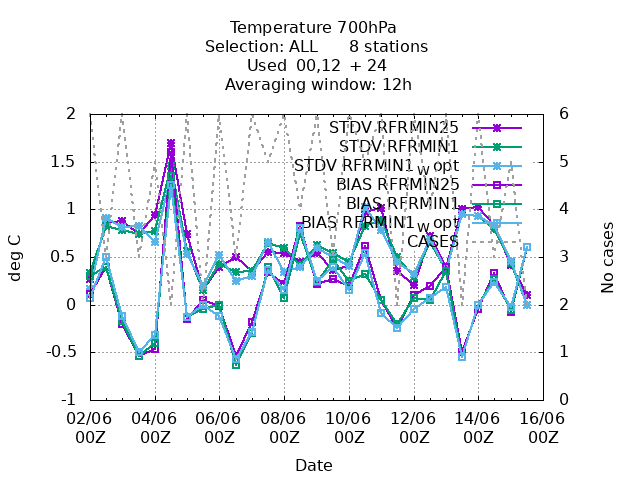 Temperature 700hPa
Selection: ALL 8 stations
Used 00,12 + 24
Averaging window: 12h
2 6
STDV RFRMIN25
STDV RFRMIN1
1.5 5
STDV RFRMIN1_W opt
BIAS RFRMIN25
BIAS RFRMIN1
1 4
BIAS RFRMIN1_W opt
CASES
0.5 3
0 2
-0.5 1
-1 0
deg C
No cases
02/06 04/06 06/06 08/06 10/06 12/06 14/06 16/06
00Z 00Z 00Z 00Z 00Z 00Z 00Z 00Z
Date